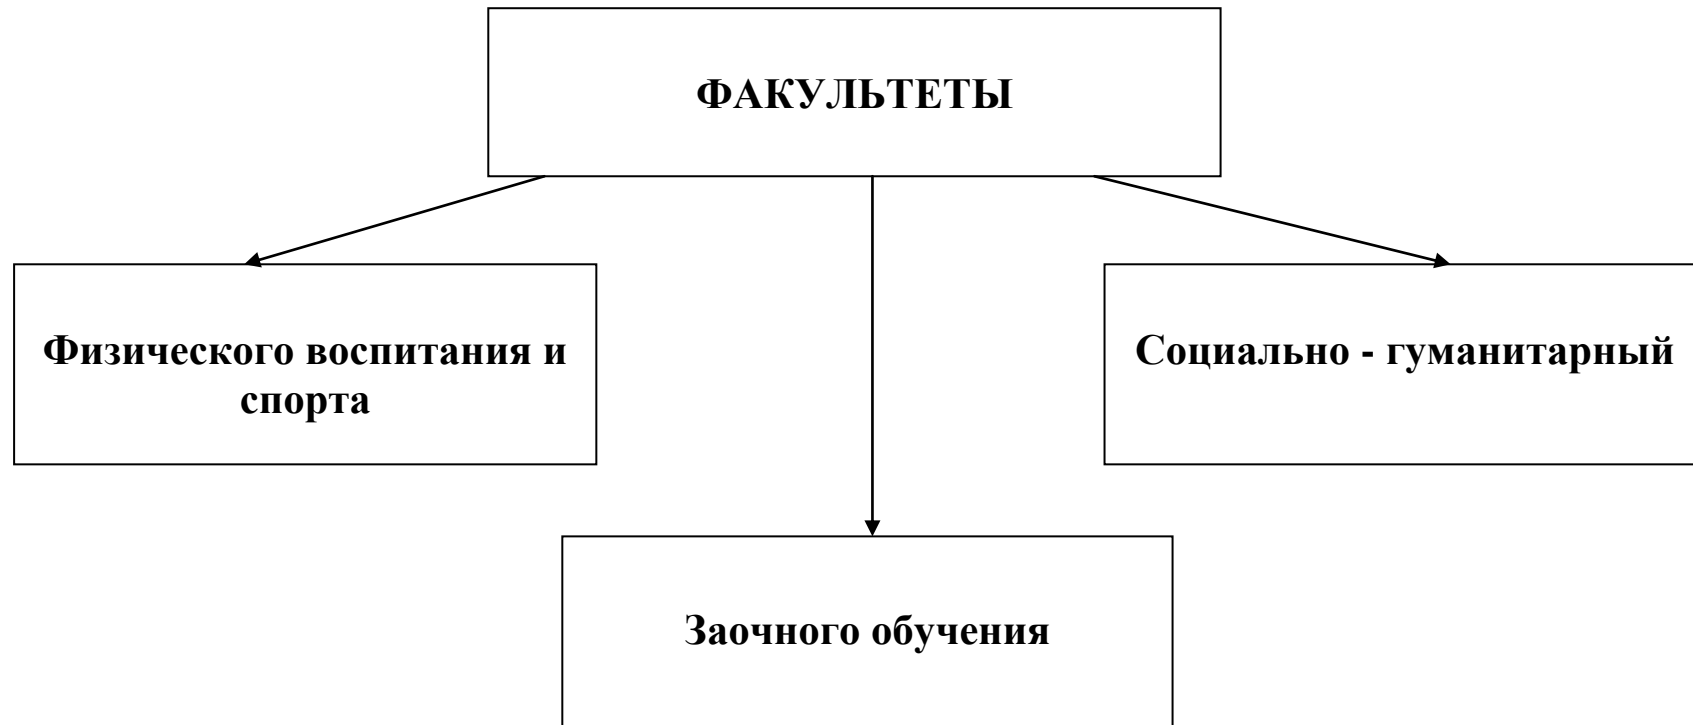 ФАКУЛЬТЕТЫ
Физического воспитания и
спорта
Социально - гуманитарный
Заочного обучения